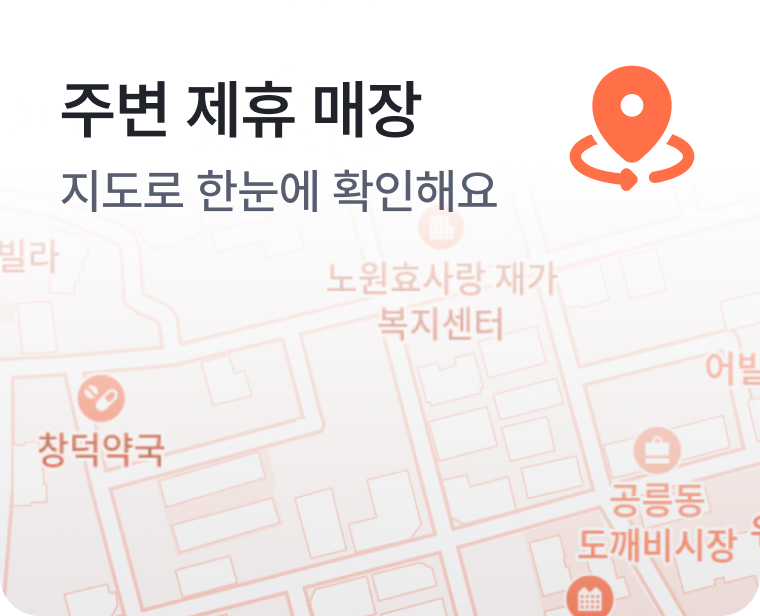 주변 제휴 매장
지도로 한눈에 확인해요
빌라
노원효사랑 재가
복지센터
어빌
창덕약국
공릉동
도깨비시장